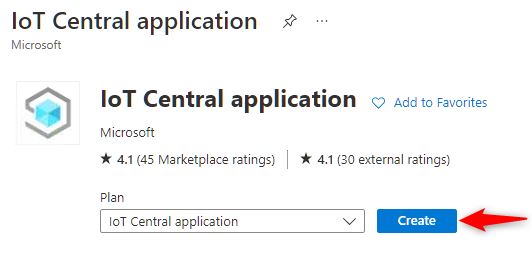 IoT Central application
Microsoft
IoT Central application
Add to Favorites
Microsoft
★ 4.1 (45 Marketplace ratings) | ★ 4.1 (30 external ratings)
Plan
IoT Central application
Create